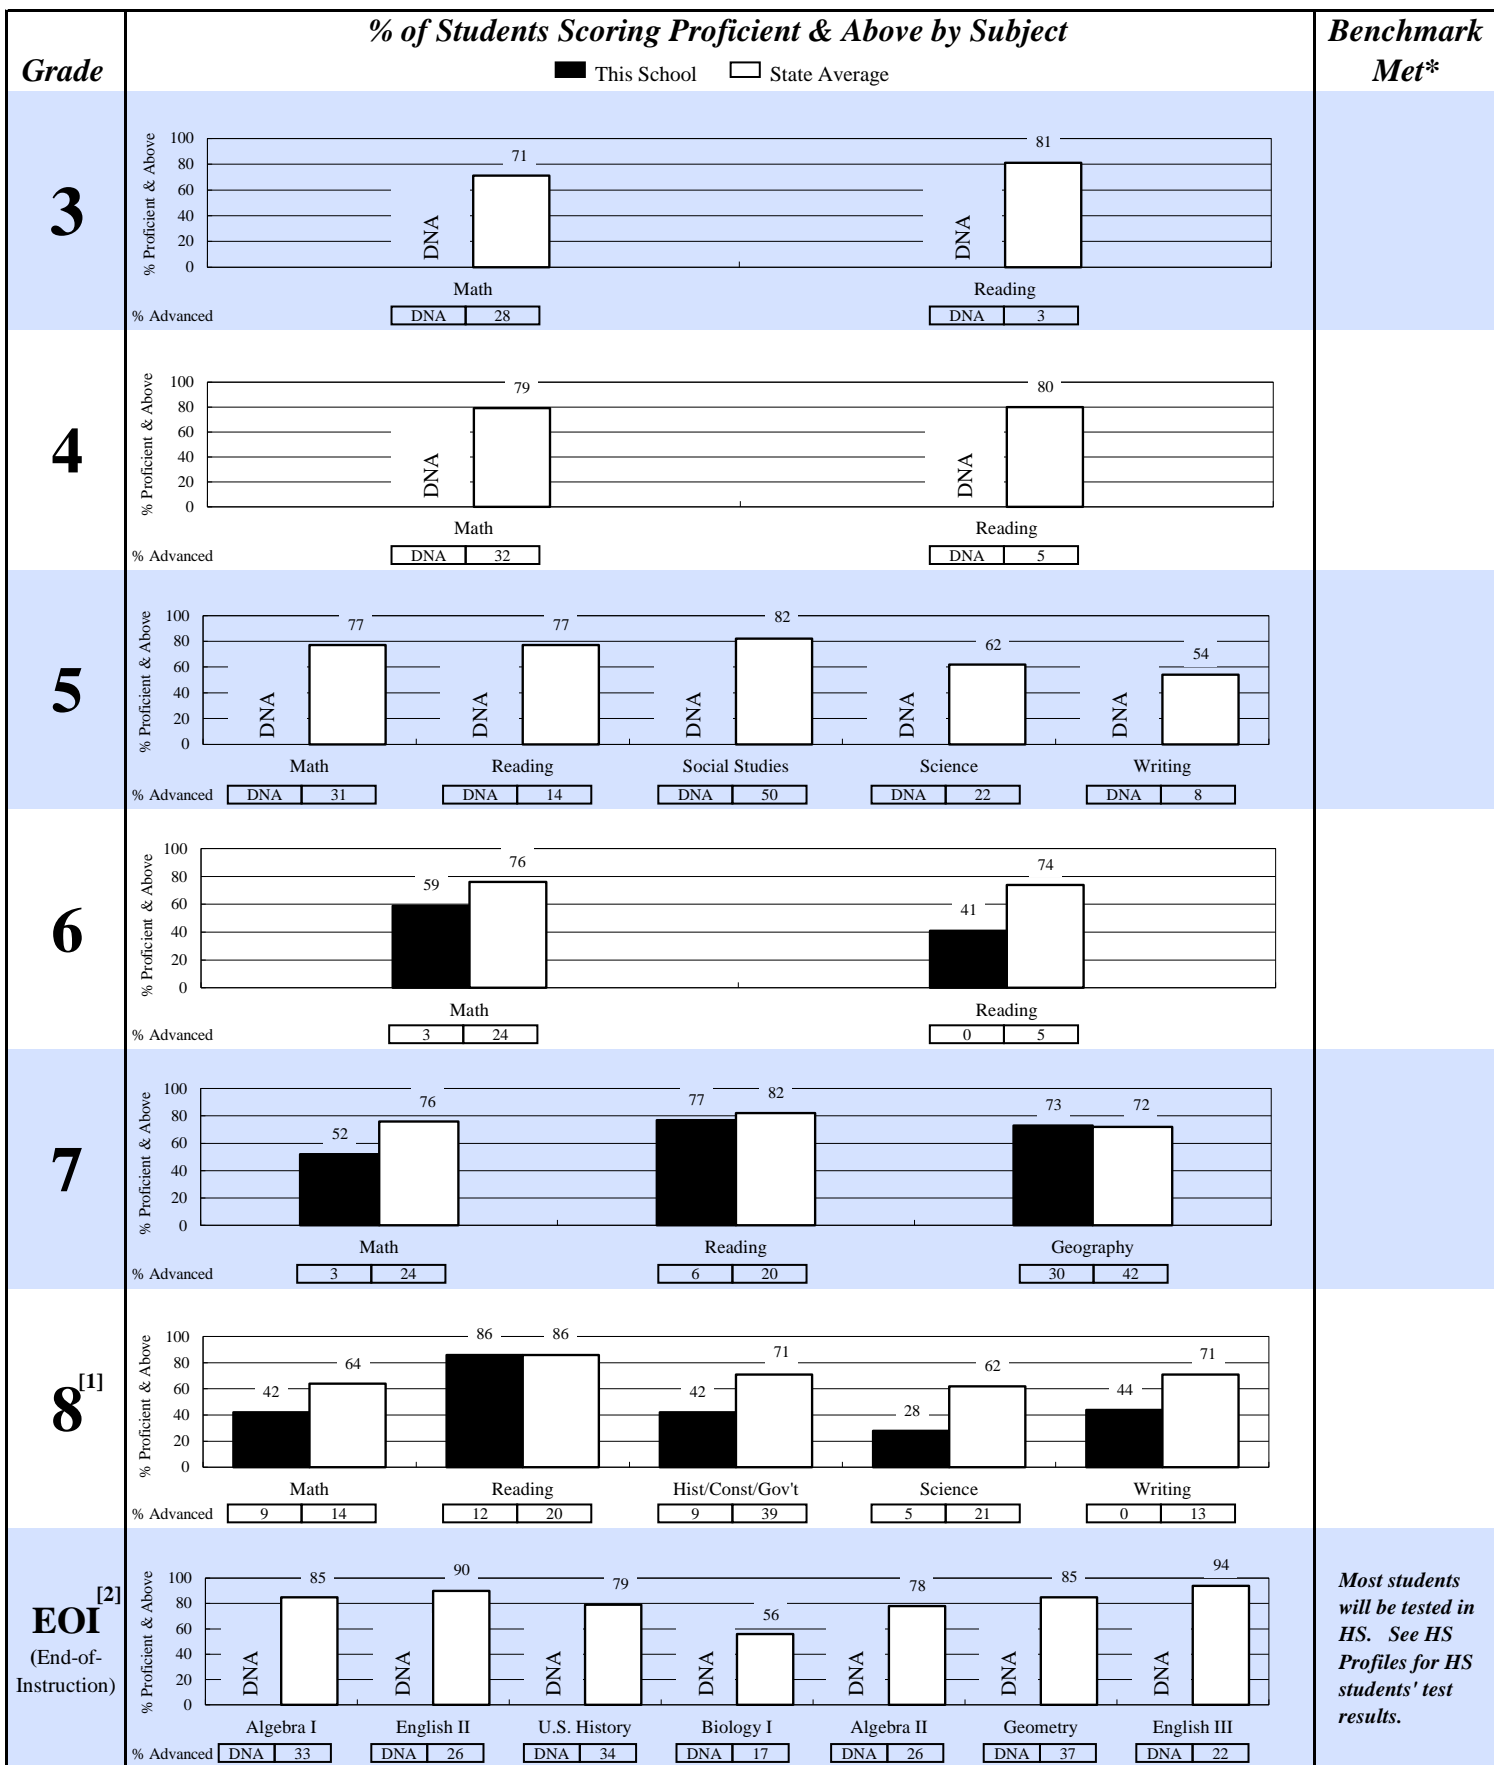 % of Students Scoring Proficient & Above by Subject
Benchmark
Met*
Grade
This School State Average
3
% Proficient & Above
100
80
60
40
20
0
DNA 71 DNA 81
Math Reading
% Advanced DNA 28 DNA 3
4
% Proficient & Above
100
80
60
40
20
0
DNA 79 DNA 80
Math Reading
% Advanced DNA 32 DNA 5
5
% Proficient & Above
100
80
60
40
20
0
DNA 77 DNA 77 DNA 82 DNA 62 DNA 54
Math Reading Social Studies Science Writing
% Advanced DNA 31 DNA 14 DNA 50 DNA 22 DNA 8
6
% Proficient & Above
100
80
60
40
20
0
59 76 41 74
Math Reading
% Advanced 3 24 0 5
7
% Proficient & Above
100
80
60
40
20
0
52 76 77 82 73 72
Math Reading Geography
% Advanced 3 24 6 20 30 42
8[1]
% Proficient & Above
100
80
60
40
20
0
42 64 86 86 42 71 28 62 44 71
Math Reading Hist/Const/Gov't Science Writing
% Advanced 9 14 12 20 9 39 5 21 0 13
EOI[2]
(End-of-
Instruction)
% Proficient & Above
100
80
60
40
20
0
DNA 85 DNA 90 DNA 79 DNA 56 DNA 78 DNA 85 DNA 94
Algebra I English II U.S. History Biology I Algebra II Geometry English III
% Advanced DNA 33 DNA 26 DNA 34 DNA 17 DNA 26 DNA 37 DNA 22
Most students
will be tested in
HS. See HS
Profiles for HS
students' test
results.